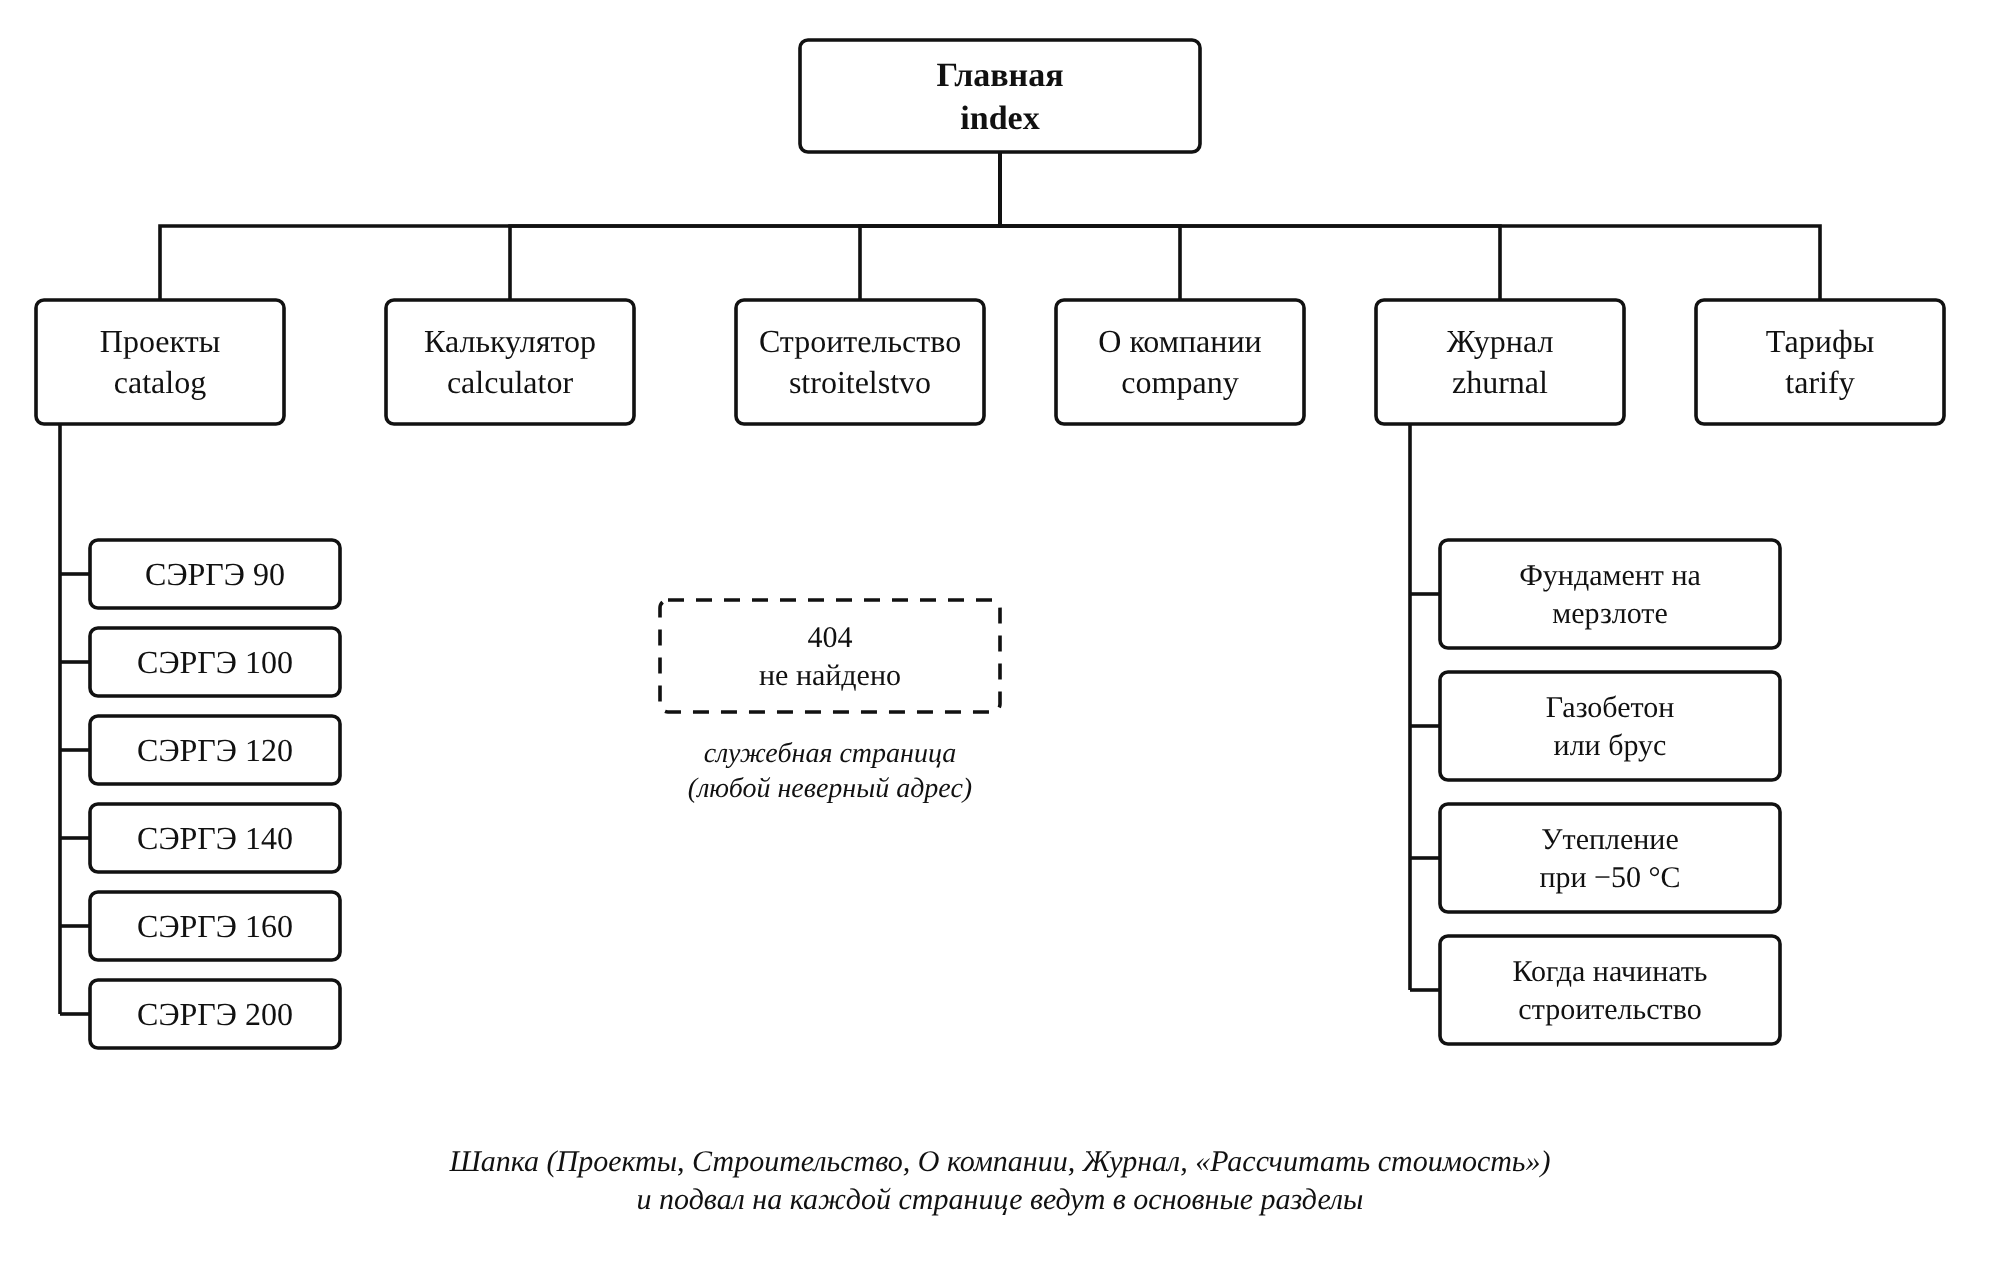 Главная
index
Проекты
catalog
Калькулятор
calculator
Строительство
stroitelstvo
О компании
company
Журнал
zhurnal
Тарифы
tarify
СЭРГЭ 90
СЭРГЭ 100
СЭРГЭ 120
СЭРГЭ 140
СЭРГЭ 160
СЭРГЭ 200
404
не найдено
служебная страница
(любой неверный адрес)
Фундамент на
мерзлоте
Газобетон
или брус
Утепление
при −50 °C
Когда начинать
строительство
Шапка (Проекты, Строительство, О компании, Журнал, «Рассчитать стоимость»)
и подвал на каждой странице ведут в основные разделы